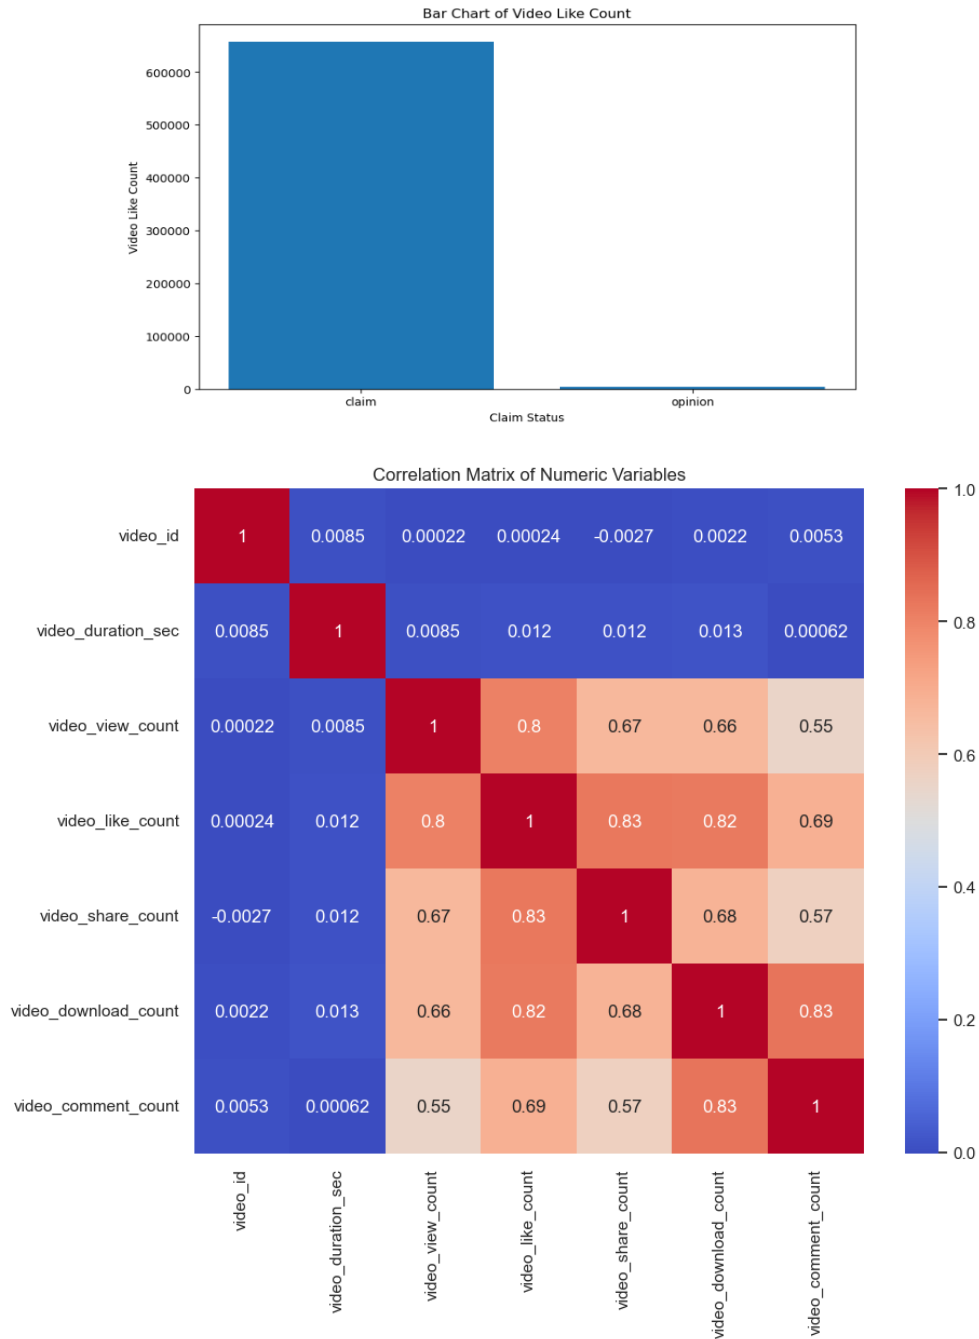 Bar Chart of Video Like Count
600000
500000
400000
300000
200000
100000
0
Video Like Count
claim opinion
Claim Status
Correlation Matrix of Numeric Variables
video_id 1 0.0085 0.00022 0.00024 -0.0027 0.0022 0.0053
video_duration_sec 0.0085 1 0.0085 0.012 0.012 0.013 0.00062
video_view_count 0.00022 0.0085 1 0.8 0.67 0.66 0.55
video_like_count 0.00024 0.012 0.8 1 0.83 0.82 0.69
video_share_count -0.0027 0.012 0.67 0.83 1 0.68 0.57
video_download_count 0.0022 0.013 0.66 0.82 0.68 1 0.83
video_comment_count 0.0053 0.00062 0.55 0.69 0.57 0.83 1
video_id
video_duration_sec
video_view_count
video_like_count
video_share_count
video_download_count
video_comment_count
1.0
0.8
0.6
0.4
0.2
0.0